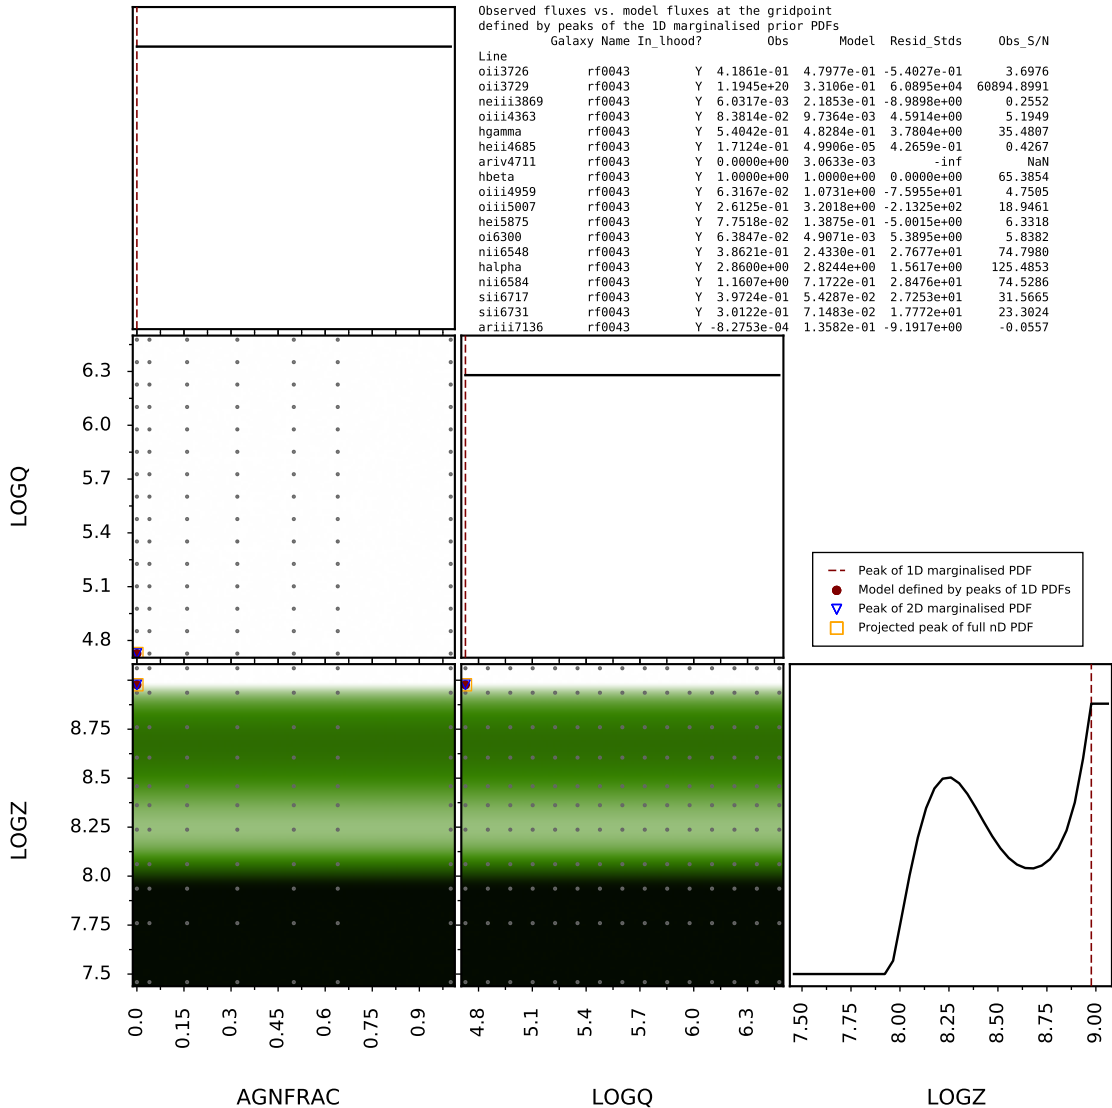 Observed fluxes vs. model fluxes at the gridpoint
defined by peaks of the 1D marginalised prior PDFs
Galaxy Name In_lhood? Obs Model Resid_Stds Obs_S/N
Line
oii3726 rf0043 Y 4.1861e-01 4.7977e-01 -5.4027e-01 3.6976
oii3729 rf0043 Y 1.1945e+20 3.3106e-01 6.0895e+04 60894.8991
neiii3869 rf0043 Y 6.0317e-03 2.1853e-01 -8.9898e+00 0.2552
oiii4363 rf0043 Y 8.3814e-02 9.7364e-03 4.5914e+00 5.1949
hgamma rf0043 Y 5.4042e-01 4.8284e-01 3.7804e+00 35.4807
heii4685 rf0043 Y 1.7124e-01 4.9906e-05 4.2659e-01 0.4267
ariv4711 rf0043 Y 0.0000e+00 3.0633e-03 -inf NaN
hbeta rf0043 Y 1.0000e+00 1.0000e+00 0.0000e+00 65.3854
oiii4959 rf0043 Y 6.3167e-02 1.0731e+00 -7.5955e+01 4.7505
oiii5007 rf0043 Y 2.6125e-01 3.2018e+00 -2.1325e+02 18.9461
hei5875 rf0043 Y 7.7518e-02 1.3875e-01 -5.0015e+00 6.3318
oi6300 rf0043 Y 6.3847e-02 4.9071e-03 5.3895e+00 5.8382
nii6548 rf0043 Y 3.8621e-01 2.4330e-01 2.7677e+01 74.7980
halpha rf0043 Y 2.8600e+00 2.8244e+00 1.5617e+00 125.4853
nii6584 rf0043 Y 1.1607e+00 7.1722e-01 2.8476e+01 74.5286
sii6717 rf0043 Y 3.9724e-01 5.4287e-02 2.7253e+01 31.5665
sii6731 rf0043 Y 3.0122e-01 7.1483e-02 1.7772e+01 23.3024
ariii7136 rf0043 Y -8.2753e-04 1.3582e-01 -9.1917e+00 -0.0557
6.3
6.0
5.7
5.4
5.1
4.8
LOGQ
Peak of 1D marginalised PDF
Model defined by peaks of 1D PDFs
Peak of 2D marginalised PDF
Projected peak of full nD PDF
8.75
8.5
8.25
8.0
7.75
7.5
LOGZ
0.0 0.15 0.3 0.45 0.6 0.75 0.9
4.8 5.1 5.4 5.7 6.0 6.3
7.50 7.75 8.00 8.25 8.50 8.75 9.00
AGNFRAC LOGQ LOGZ